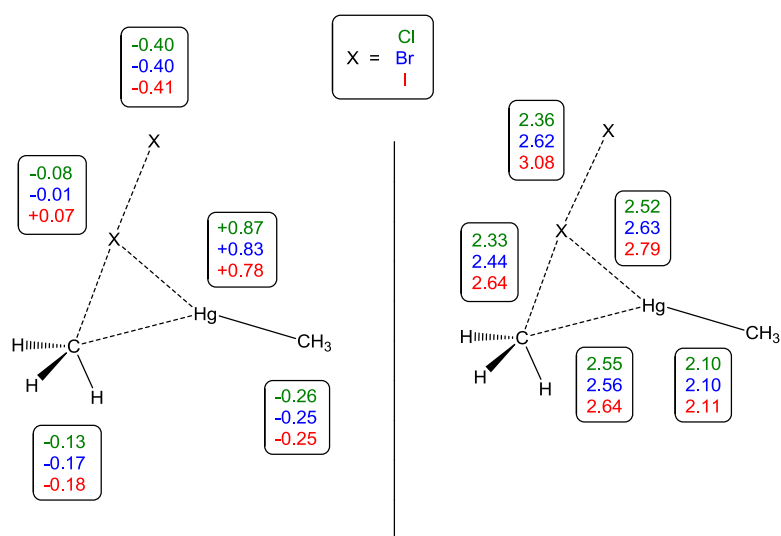 -0.40
-0.40
-0.41
X = Cl
Br
I
X
-0.08
-0.01
+0.07
X
+0.87
+0.83
+0.78
Hg
CH3
H C
H
H
-0.26
-0.25
-0.25
-0.13
-0.17
-0.18
2.36
2.62
3.08
X
2.52
2.63
2.79
X
2.33
2.44
2.64
Hg
CH3
H C
H
H
2.55
2.56
2.64
2.10
2.10
2.11